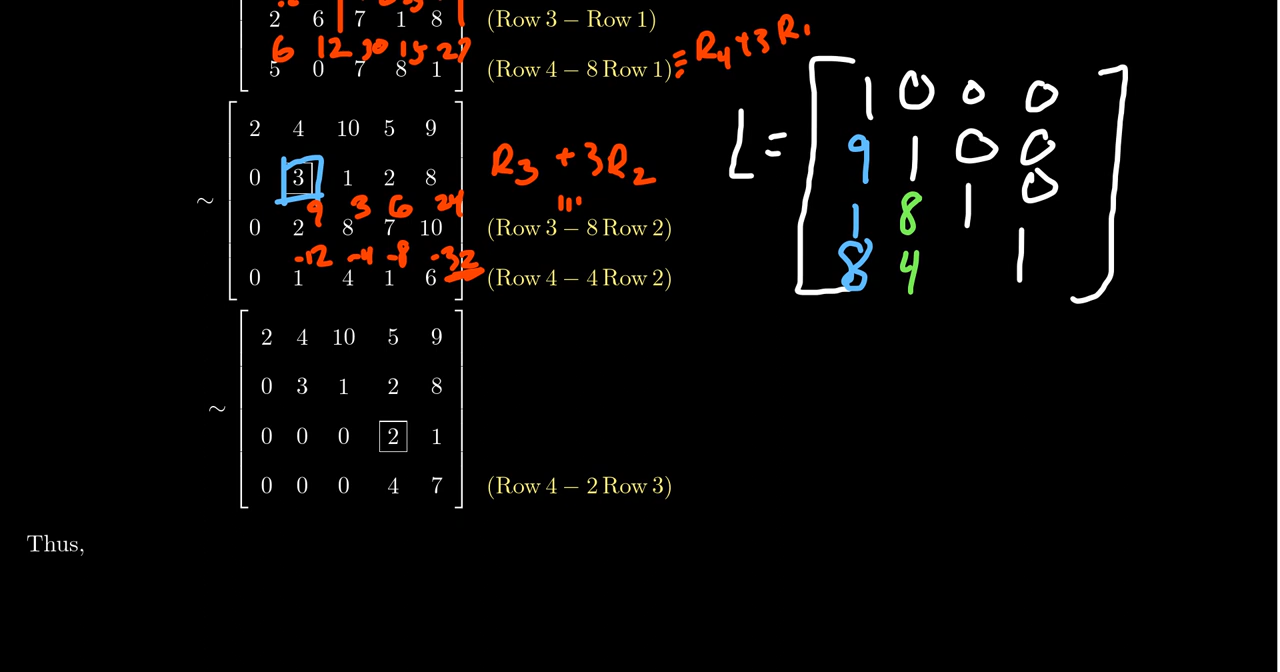 2 6 7 1 8 (Row 3 − Row 1)
6 12 30 15 27
5 0 7 8 1 (Row 4 − 8 Row 1) = R4 + 3 R1
2 4 10 5 9
0 3 1 2 8 R3 + 3R2
9 3 6 24
~ 0 2 8 7 10 (Row 3 − 8 Row 2)
-12 -4 -8 -32
0 1 4 1 6 (Row 4 − 4 Row 2)
L = 1 0 0 0
9 1 0 0
1 8 1 0
8 4 1
2 4 10 5 9
0 3 1 2 8
~ 0 0 0 2 1
0 0 0 4 7 (Row 4 − 2 Row 3)
Thus,